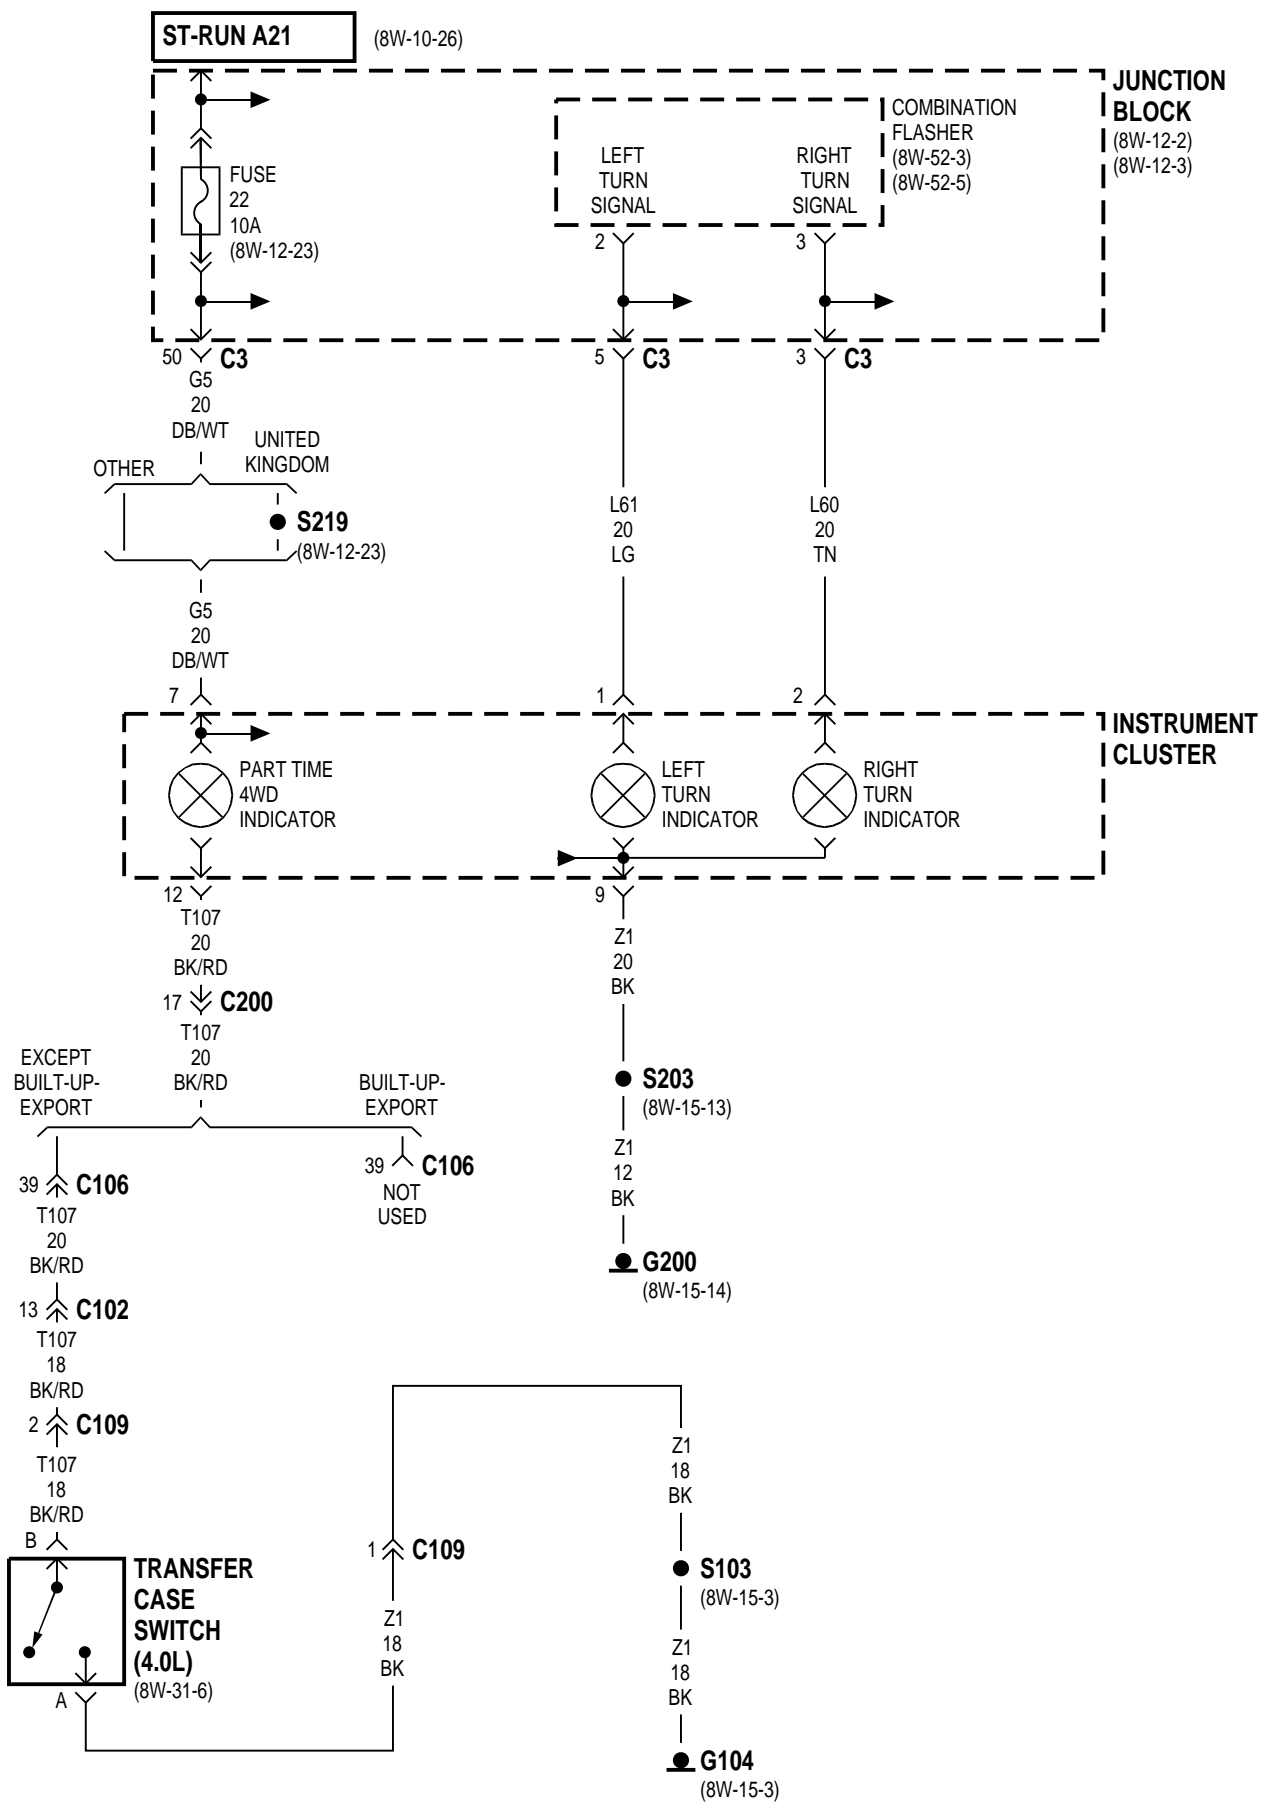 ST-RUN A21
(8W-10-26)
JUNCTION
BLOCK
(8W-12-2)
(8W-12-3)
COMBINATION
FLASHER
(8W-52-3)
(8W-52-5)
LEFT
TURN
SIGNAL
RIGHT
TURN
SIGNAL
FUSE
22
10A
(8W-12-23)
2
3
50
C3
5
C3
3
C3
G5
20
DB/WT
OTHER
UNITED
KINGDOM
S219
(8W-12-23)
L61
20
LG
L60
20
TN
G5
20
DB/WT
7
1
2
INSTRUMENT
CLUSTER
PART TIME
4WD
INDICATOR
LEFT
TURN
INDICATOR
RIGHT
TURN
INDICATOR
12
9
T107
20
BK/RD
Z1
20
BK
17
C200
T107
20
BK/RD
EXCEPT
BUILT-UP-
EXPORT
BUILT-UP-
EXPORT
S203
(8W-15-13)
39
C106
39
C106
NOT
USED
Z1
12
BK
T107
20
BK/RD
G200
(8W-15-14)
13
C102
T107
18
BK/RD
2
C109
T107
18
BK/RD
B
TRANSFER
CASE
SWITCH
(4.0L)
(8W-31-6)
A
1
C109
Z1
18
BK
Z1
18
BK
S103
(8W-15-3)
Z1
18
BK
G104
(8W-15-3)